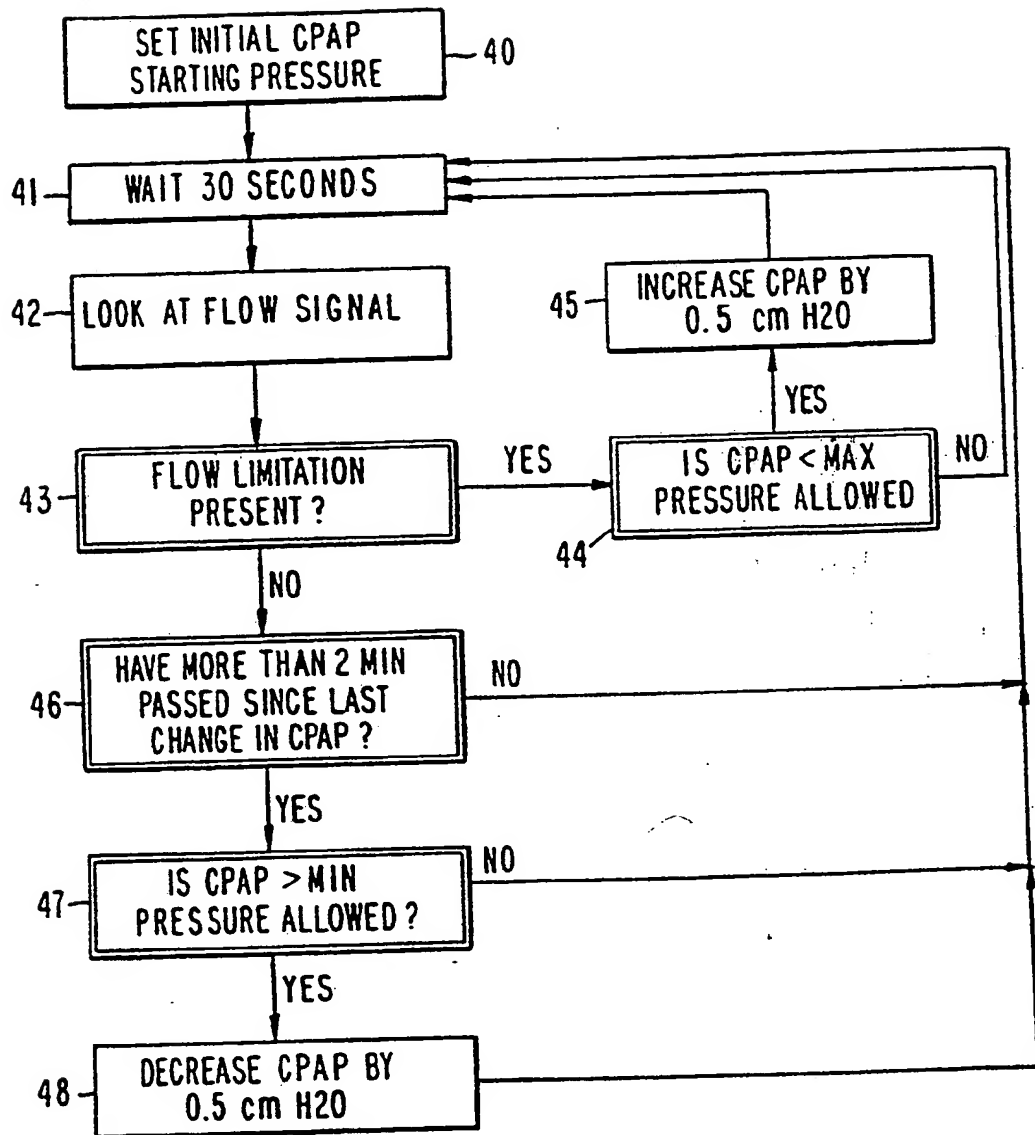 SET INITIAL CPAP
STARTING PRESSURE
40
41
WAIT 30 SECONDS
42
LOOK AT FLOW SIGNAL
45
INCREASE CPAP BY
0.5 cm H2O
YES
43
FLOW LIMITATION
PRESENT ?
YES
IS CPAP < MAX
PRESSURE ALLOWED
NO
44
NO
46
HAVE MORE THAN 2 MIN
PASSED SINCE LAST
CHANGE IN CPAP ?
NO
YES
47
IS CPAP > MIN
PRESSURE ALLOWED ?
NO
YES
48
DECREASE CPAP BY
0.5 cm H2O